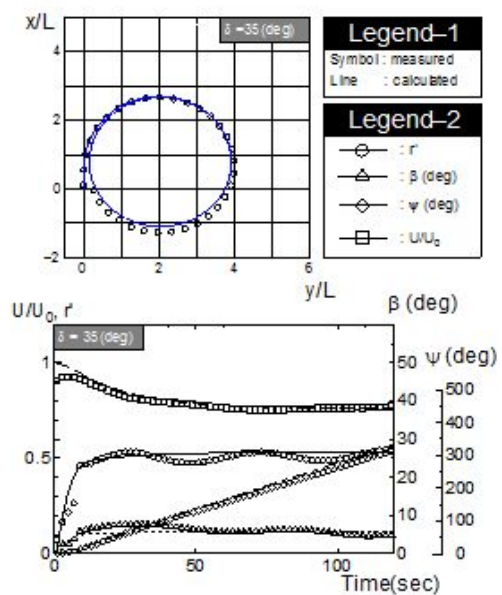 x/L
δ =35 (deg)
4
2
0
−2
0
2
4
6
y/L
Legend–1
Symbol : measured
Line : calculated
Legend–2
: r'
: β (deg)
: ψ (deg)
: U/U₀
U/U₀, r'
β (deg)
ψ (deg)
δ = 35 (deg)
1
0.5
0
50
40
30
20
10
0
500
400
300
200
100
0
0
50
100
Time(sec)